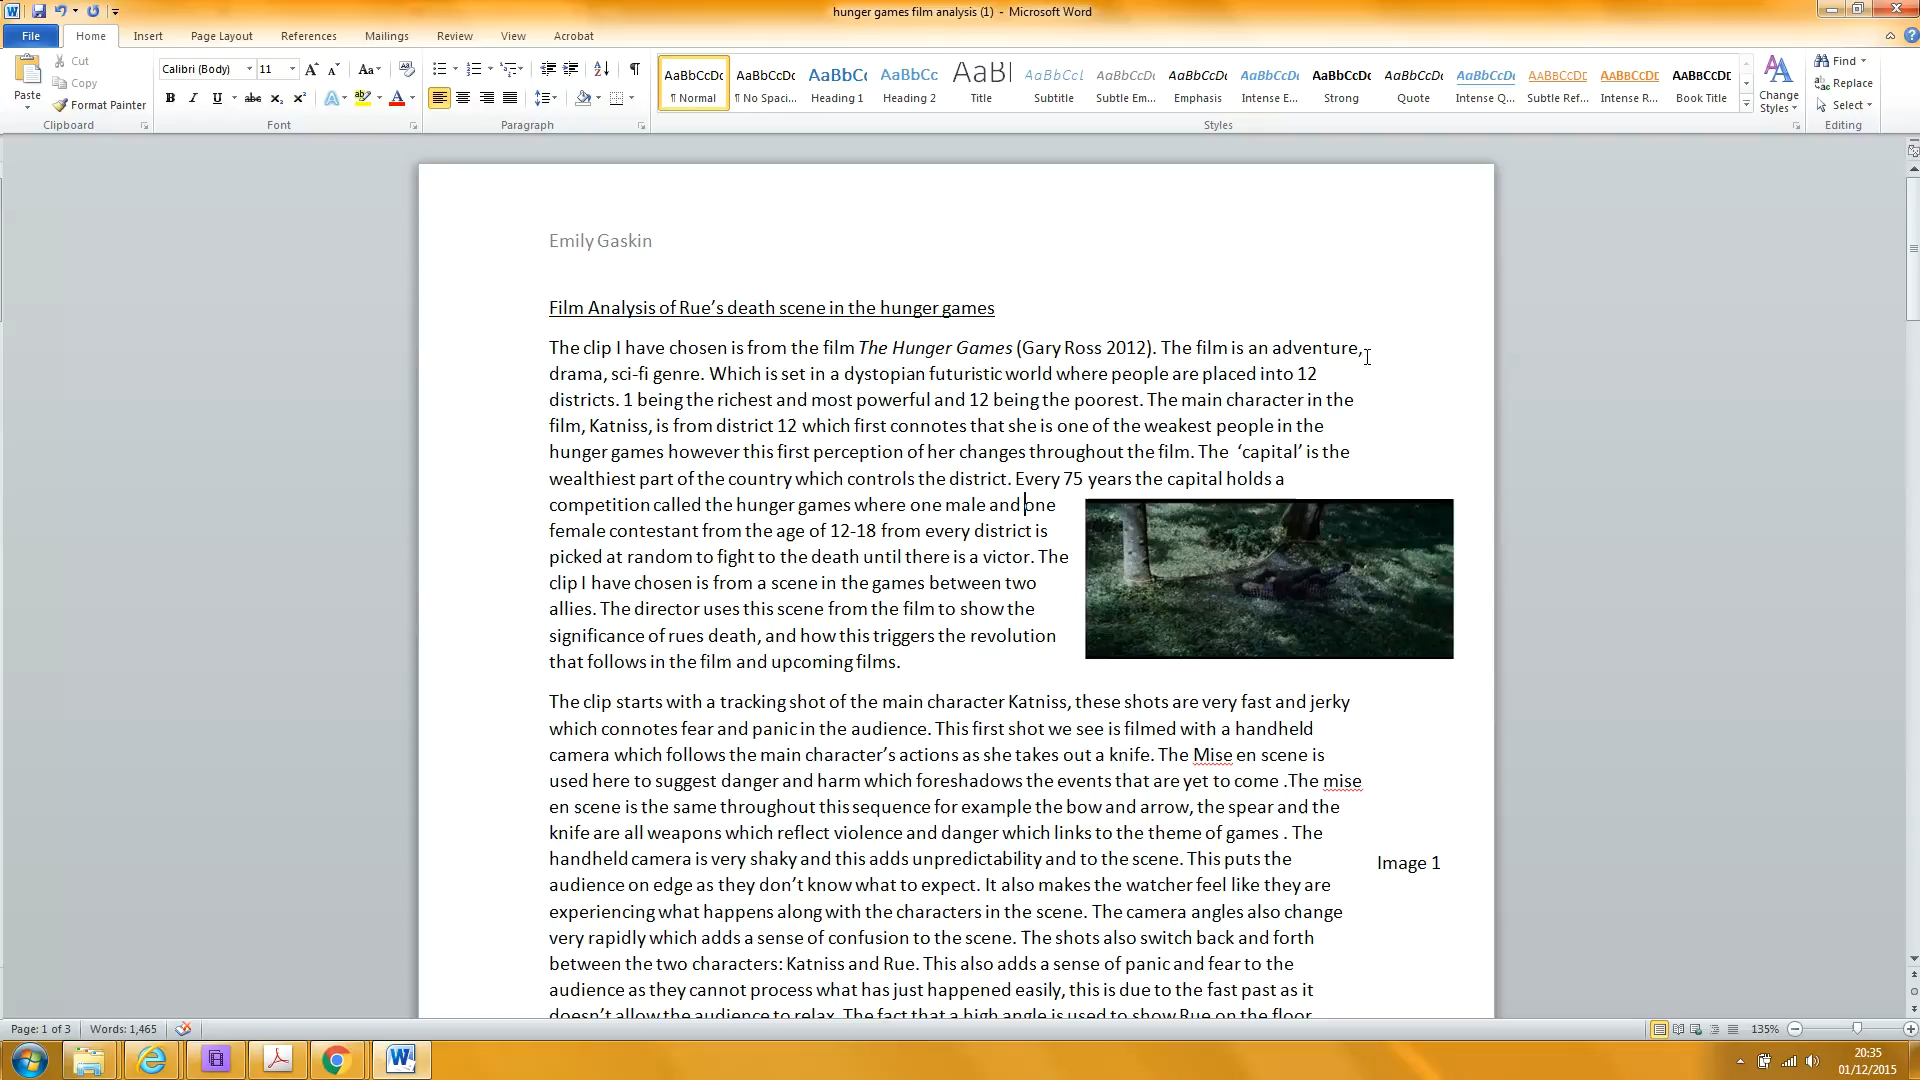 hunger games film analysis (1) - Microsoft Word
File Home Insert Page Layout References Mailings Review View Acrobat
Paste
Cut
Copy
Format Painter
Clipboard
Calibri (Body) 11
Font
Paragraph
AaBbCcDc AaBbCcDc AaBbCc AaBbCc AaBl AaBbCcl AaBbCcDc AaBbCcDc AaBbCcDc AaBbCcDc AaBbCcDc AaBbCcDc AaBbCcDc AaBbCcDc AaBbCcDc
¶ Normal ¶ No Spaci... Heading 1 Heading 2 Title Subtitle Subtle Em... Emphasis Intense E... Strong Quote Intense Q... Subtle Ref... Intense R... Book Title
Change Styles
Styles
Find
Replace
Select
Editing
Emily Gaskin
Film Analysis of Rue’s death scene in the hunger games
The clip I have chosen is from the film The Hunger Games (Gary Ross 2012). The film is an adventure,
drama, sci-fi genre. Which is set in a dystopian futuristic world where people are placed into 12
districts. 1 being the richest and most powerful and 12 being the poorest. The main character in the
film, Katniss, is from district 12 which first connotes that she is one of the weakest people in the
hunger games however this first perception of her changes throughout the film. The ‘capital’ is the
wealthiest part of the country which controls the district. Every 75 years the capital holds a
competition called the hunger games where one male and one
female contestant from the age of 12-18 from every district is
picked at random to fight to the death until there is a victor. The
clip I have chosen is from a scene in the games between two
allies. The director uses this scene from the film to show the
significance of rues death, and how this triggers the revolution
that follows in the film and upcoming films.
The clip starts with a tracking shot of the main character Katniss, these shots are very fast and jerky
which connotes fear and panic in the audience. This first shot we see is filmed with a handheld
camera which follows the main character’s actions as she takes out a knife. The Mise en scene is
used here to suggest danger and harm which foreshadows the events that are yet to come .The mise
en scene is the same throughout this sequence for example the bow and arrow, the spear and the
knife are all weapons which reflect violence and danger which links to the theme of games . The
handheld camera is very shaky and this adds unpredictability and to the scene. This puts the
audience on edge as they don’t know what to expect. It also makes the watcher feel like they are
experiencing what happens along with the characters in the scene. The camera angles also change
very rapidly which adds a sense of confusion to the scene. The shots also switch back and forth
between the two characters: Katniss and Rue. This also adds a sense of panic and fear to the
audience as they cannot process what has just happened easily, this is due to the fast past as it
doesn’t allow the audience to relax. The fact that a high angle is used to show Rue on the floor
Image 1
Page: 1 of 3 Words: 1,465
135%
20:35
01/12/2015